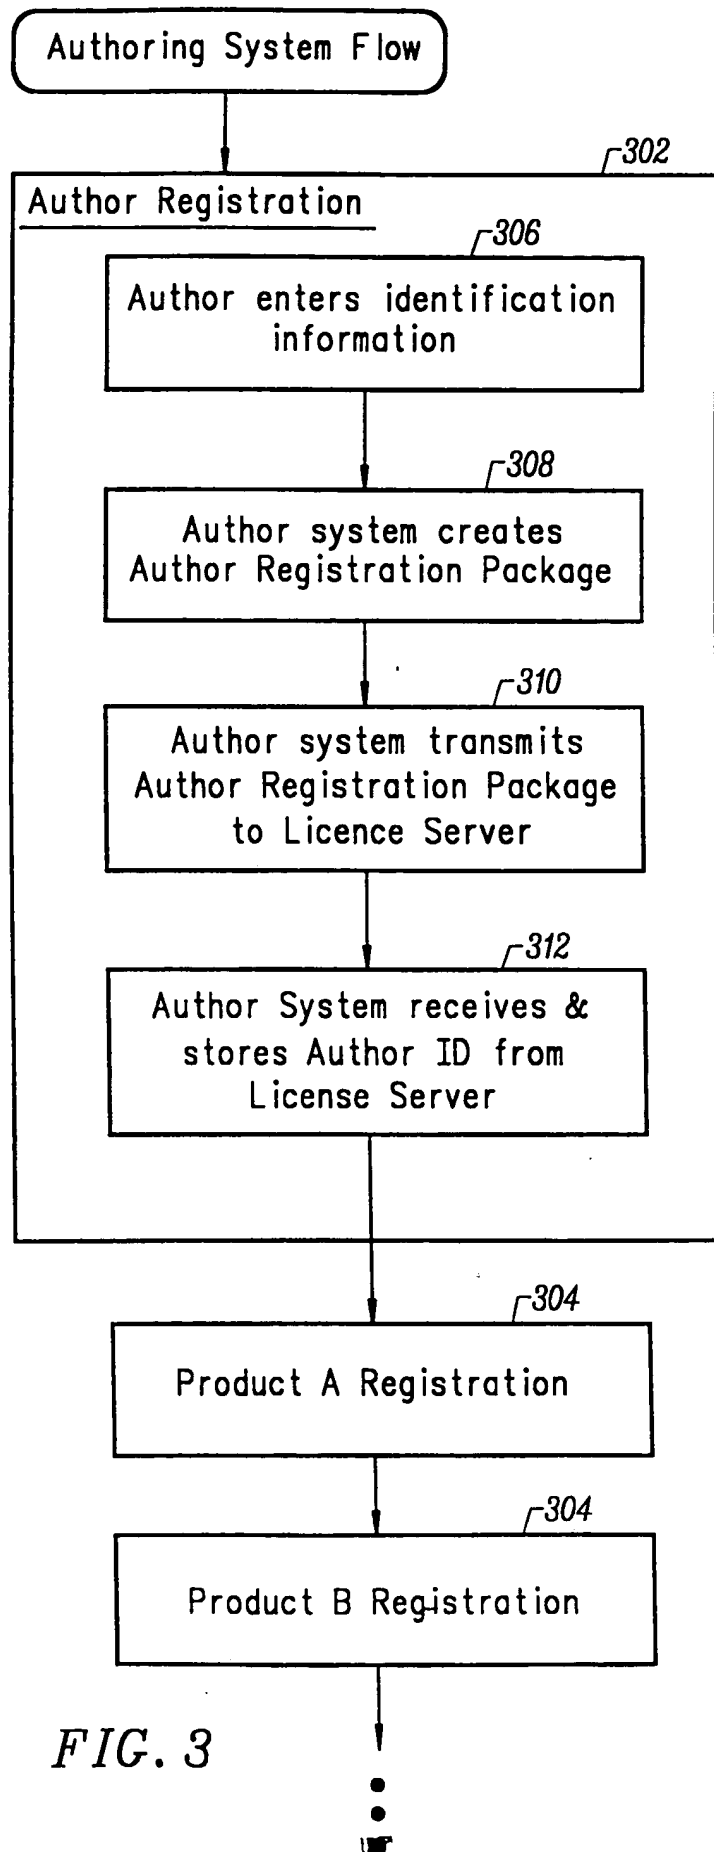 Authoring System Flow
302
Author Registration
306
Author enters identification
information
308
Author system creates
Author Registration Package
310
Author system transmits
Author Registration Package
to Licence Server
312
Author System receives &
stores Author ID from
License Server
304
Product A Registration
304
Product B Registration
FIG. 3